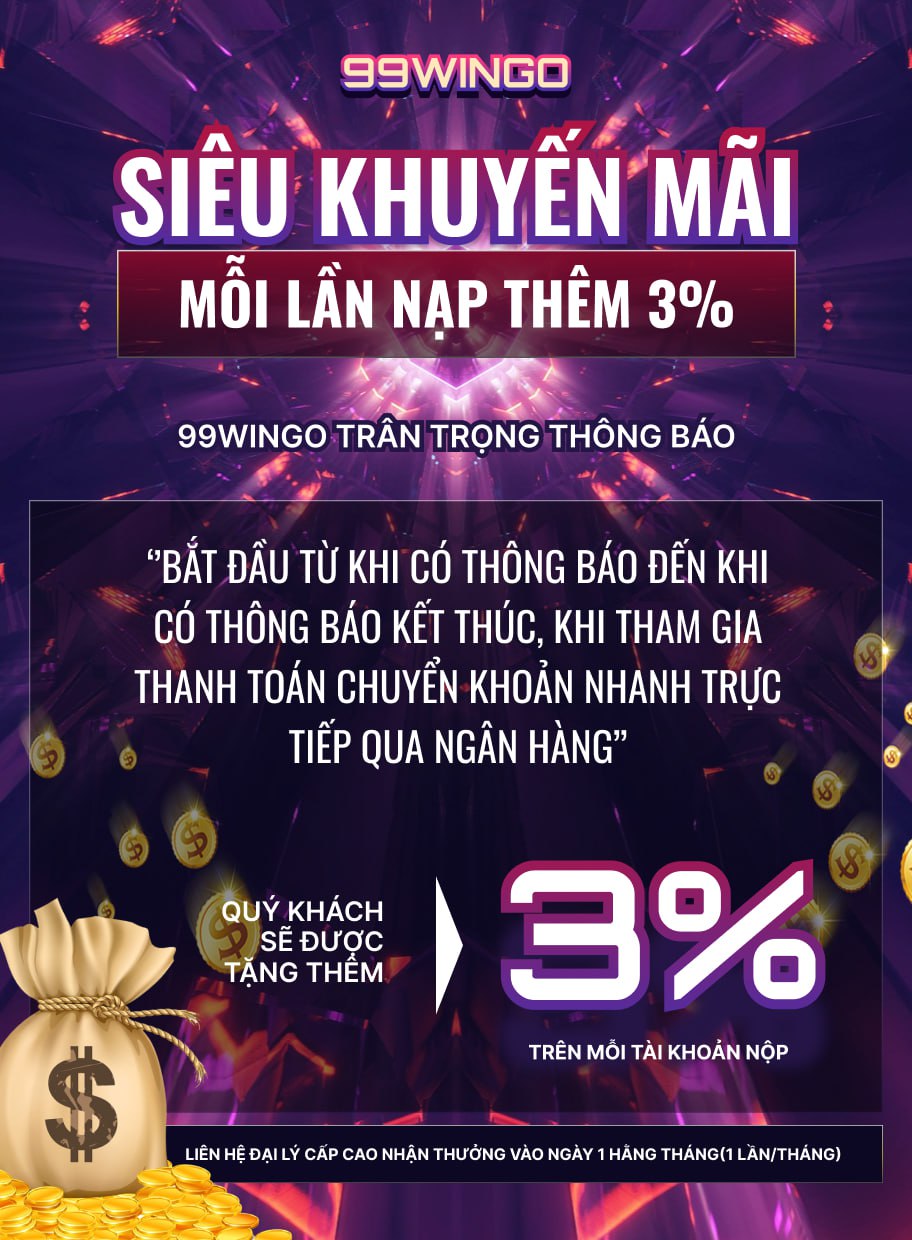 99WINGO
SIÊU KHUYẾN MÃI
MỖI LẦN NẠP THÊM 3%
99WINGO TRÂN TRỌNG THÔNG BÁO
“BẮT ĐẦU TỪ KHI CÓ THÔNG BÁO ĐẾN KHI
CÓ THÔNG BÁO KẾT THÚC, KHI THAM GIA
THANH TOÁN CHUYỂN KHOẢN NHANH TRỰC
TIẾP QUA NGÂN HÀNG”
QUÝ KHÁCH
SẼ ĐƯỢC
TẶNG THÊM
3%
TRÊN MỖI TÀI KHOẢN NỘP
LIÊN HỆ ĐẠI LÝ CẤP CAO NHẬN THƯỞNG VÀO NGÀY 1 HẰNG THÁNG(1 LẦN/THÁNG)